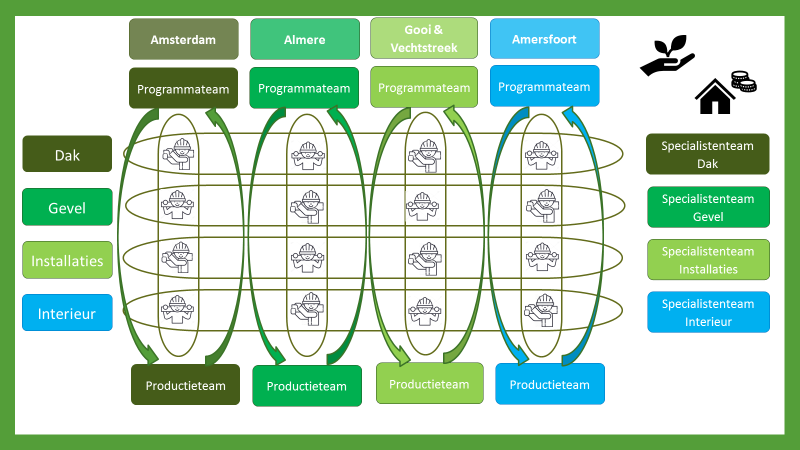 Amsterdam
Almere
Gooi &
Vechtstreek
Amersfoort
Programmateam
Programmateam
Programmateam
Programmateam
Dak
Gevel
Installaties
Interieur
Specialistenteam
Dak
Specialistenteam
Gevel
Specialistenteam
Installaties
Specialistenteam
Interieur
Productieteam
Productieteam
Productieteam
Productieteam